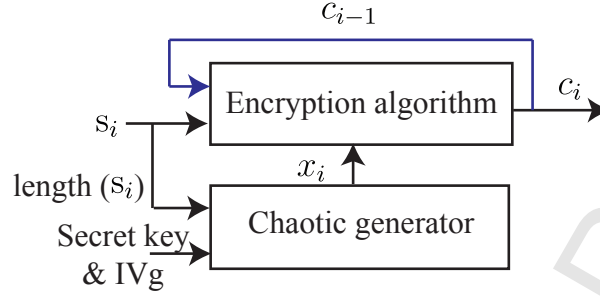 c_{i−1}
Encryption algorithm
c_i
s_i
x_i
length (s_i)
Chaotic generator
Secret key
& IVg